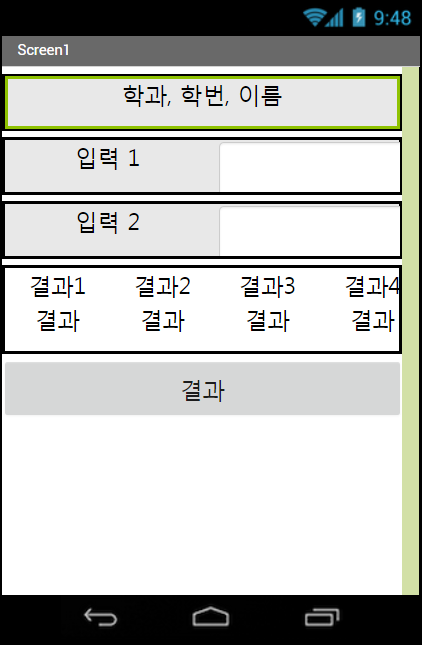 9:48
Screen1
학과, 학번, 이름
입력 1
입력 2
결과1 결과2 결과3 결과4
결과 결과 결과 결과
결과